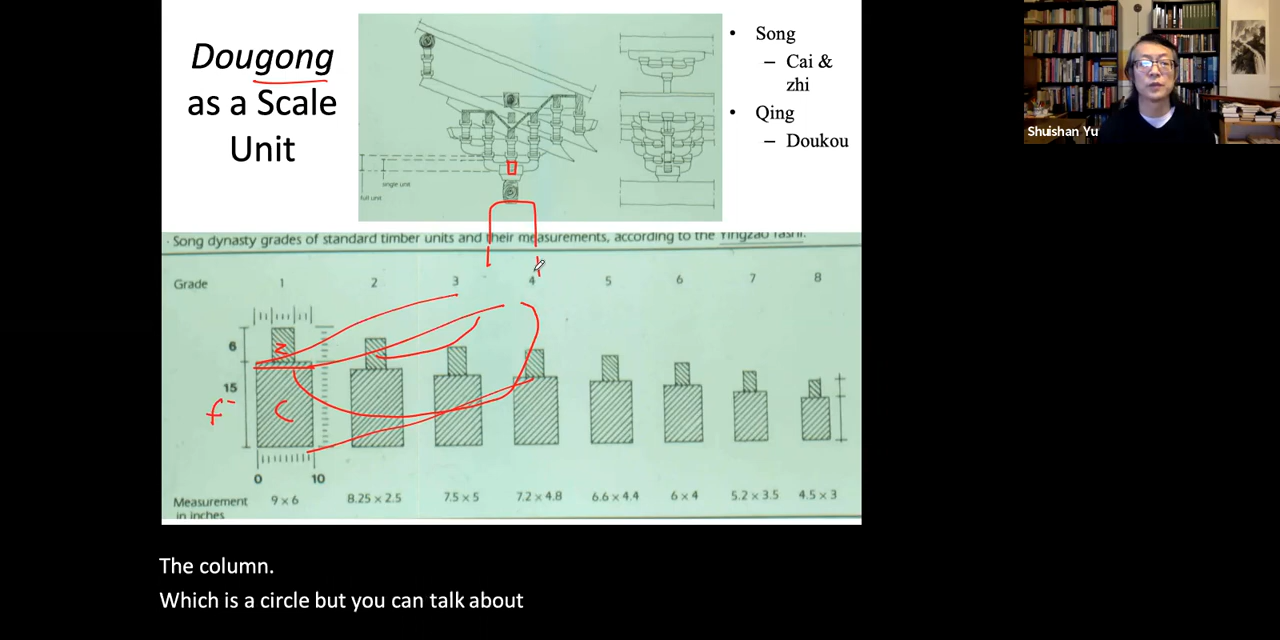 Dougong
as a Scale
Unit
single unit
full unit
• Song
– Cai &
zhi
• Qing
– Doukou
Shuishan Yu
· Song dynasty grades of standard timber units and their measurements, according to the Yingzao fashi.
Grade 1 2 3 4 5 6 7 8
6
Z
15
f
C
0 10
Measurement 9 x 6 8.25 x 2.5 7.5 x 5 7.2 x 4.8 6.6 x 4.4 6 x 4 5.2 x 3.5 4.5 x 3
in inches
The column.
Which is a circle but you can talk about